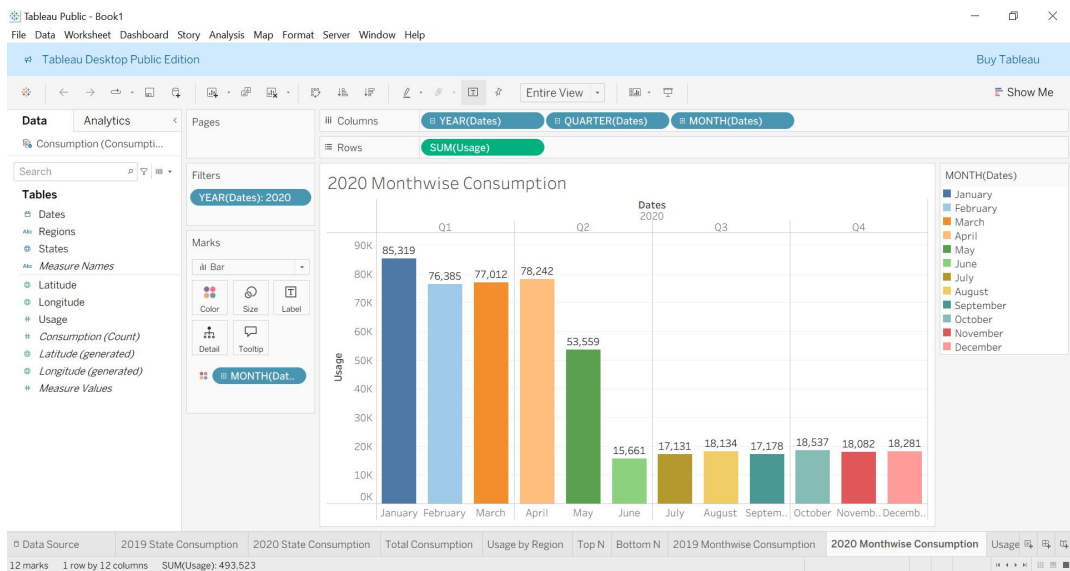 Tableau Public - Book1
File Data Worksheet Dashboard Story Analysis Map Format Server Window Help
Tableau Desktop Public Edition Buy Tableau
Entire View Show Me
Data Analytics
Consumption (Consumpti...
Search
Tables
Dates
Abc Regions
States
Abc Measure Names
Latitude
Longitude
# Usage
# Consumption (Count)
Latitude (generated)
Longitude (generated)
# Measure Values
Pages
Filters
YEAR(Dates): 2020
Marks
Bar
Color Size Label
Detail Tooltip
MONTH(Dat..
Columns YEAR(Dates) QUARTER(Dates) MONTH(Dates)
Rows SUM(Usage)
2020 Monthwise Consumption
Dates
2020
Q1 Q2 Q3 Q4
Usage
90K
80K
70K
60K
50K
40K
30K
20K
10K
0K
85,319 76,385 77,012 78,242 53,559 15,661 17,131 18,134 17,178 18,537 18,082 18,281
January February March April May June July August Septem.. October Novemb.. Decemb..
MONTH(Dates)
January
February
March
April
May
June
July
August
September
October
November
December
Data Source 2019 State Consumption 2020 State Consumption Total Consumption Usage by Region Top N Bottom N 2019 Monthwise Consumption 2020 Monthwise Consumption Usage
12 marks 1 row by 12 columns SUM(Usage): 493,523